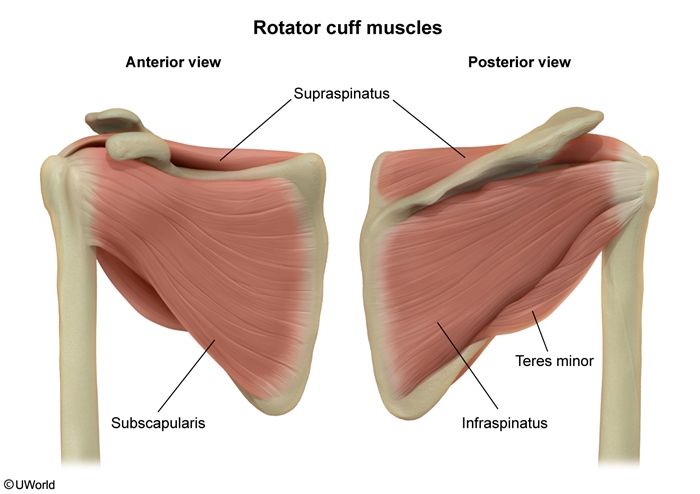 Rotator cuff muscles
Anterior view
Posterior view
Supraspinatus
Teres minor
Subscapularis
Infraspinatus
©UWorld